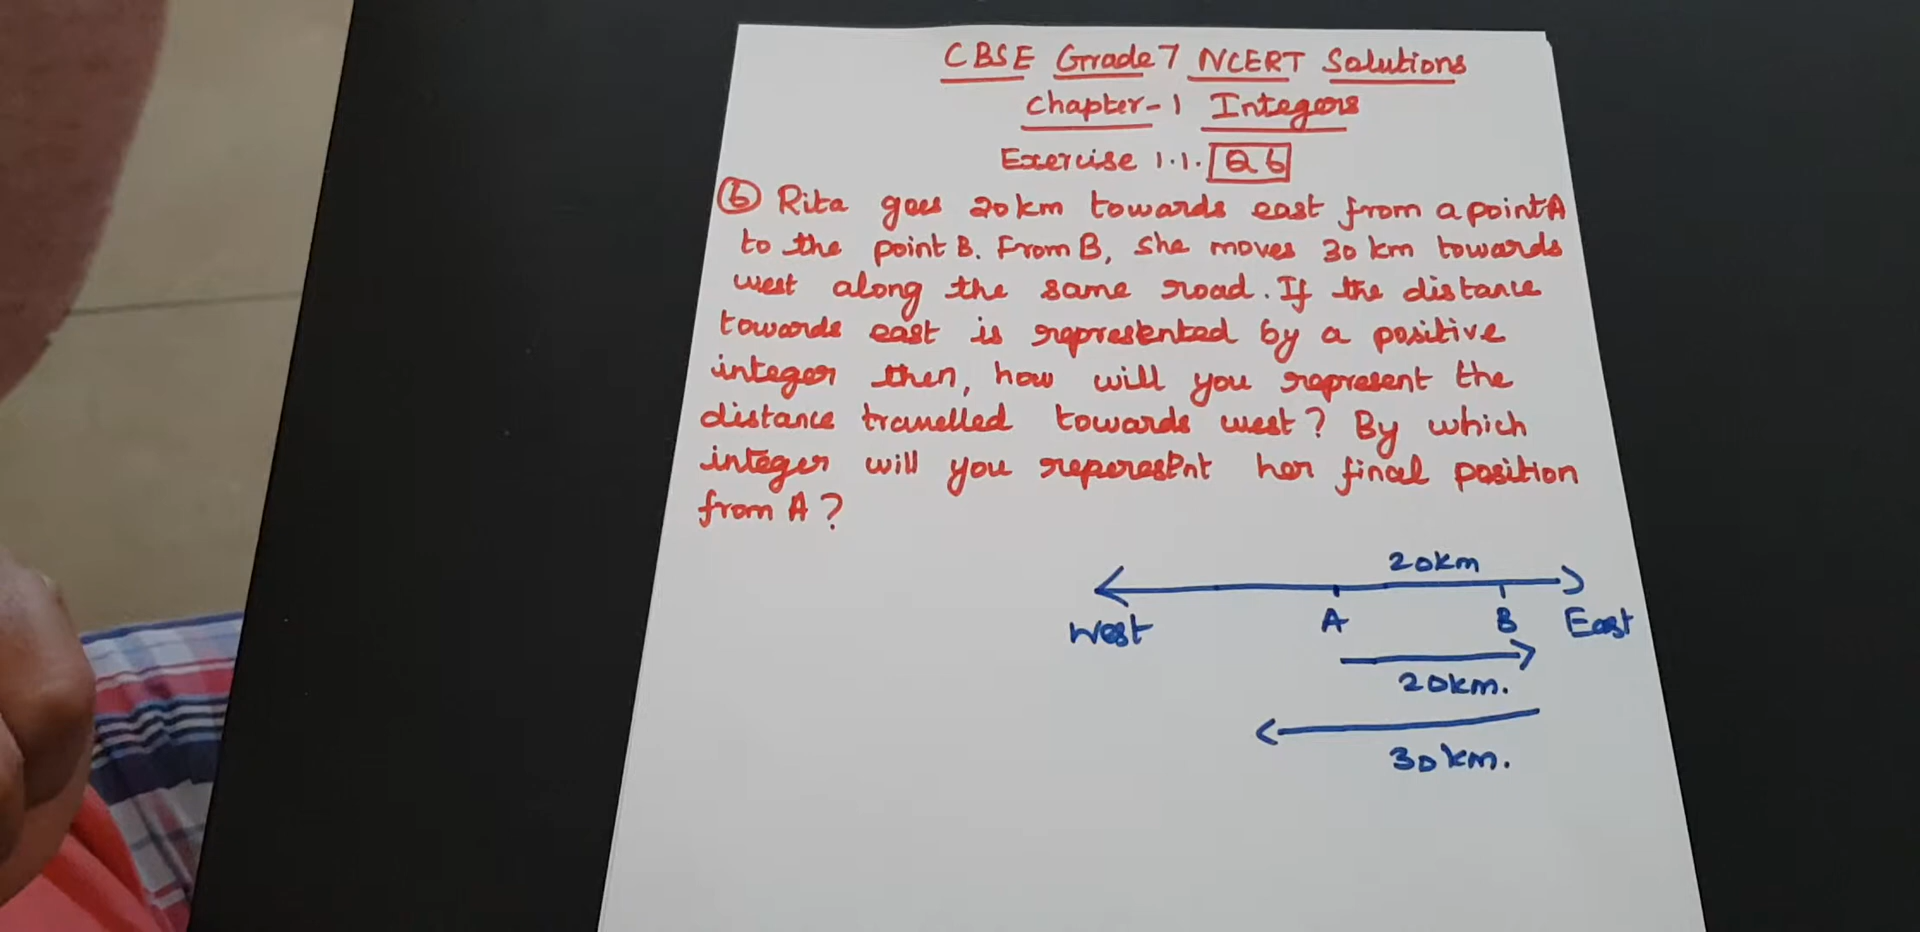 CBSE Grade 7 NCERT Solutions
Chapter-1 Integers
Exercise 1.1. Q6
6 Rita goes 20km towards east from a point A
to the point B. From B, she moves 30 km towards
west along the same road. If the distance
towards east is represented by a positive
integer then, how will you represent the
distance travelled towards west? By which
integer will you reperesent her final position
from A?
20km
West A B East
20km.
30km.